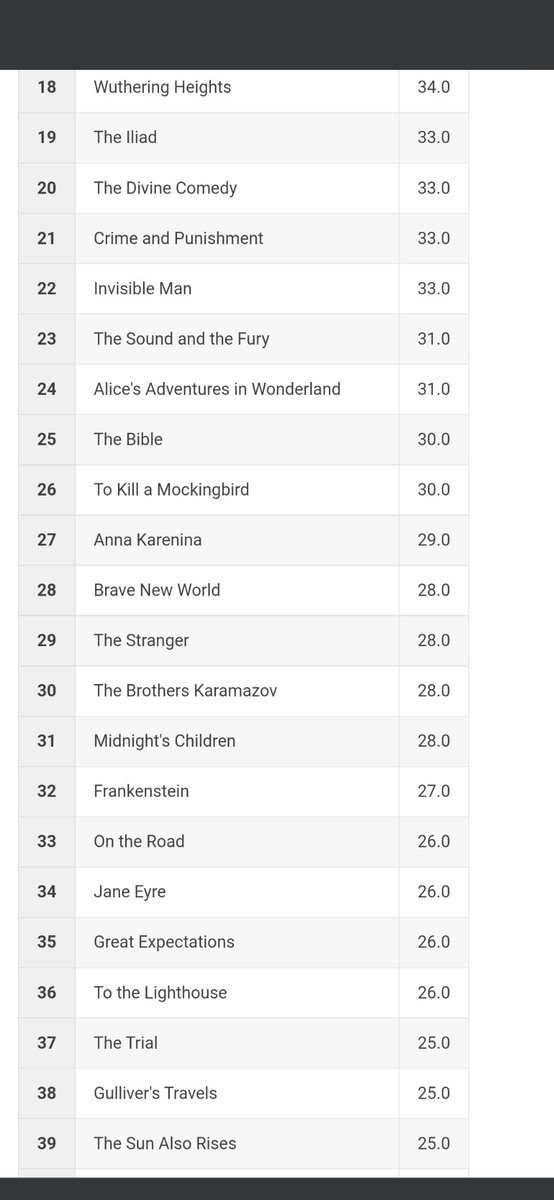 18 Wuthering Heights 34.0
19 The Iliad 33.0
20 The Divine Comedy 33.0
21 Crime and Punishment 33.0
22 Invisible Man 33.0
23 The Sound and the Fury 31.0
24 Alice's Adventures in Wonderland 31.0
25 The Bible 30.0
26 To Kill a Mockingbird 30.0
27 Anna Karenina 29.0
28 Brave New World 28.0
29 The Stranger 28.0
30 The Brothers Karamazov 28.0
31 Midnight's Children 28.0
32 Frankenstein 27.0
33 On the Road 26.0
34 Jane Eyre 26.0
35 Great Expectations 26.0
36 To the Lighthouse 26.0
37 The Trial 25.0
38 Gulliver's Travels 25.0
39 The Sun Also Rises 25.0